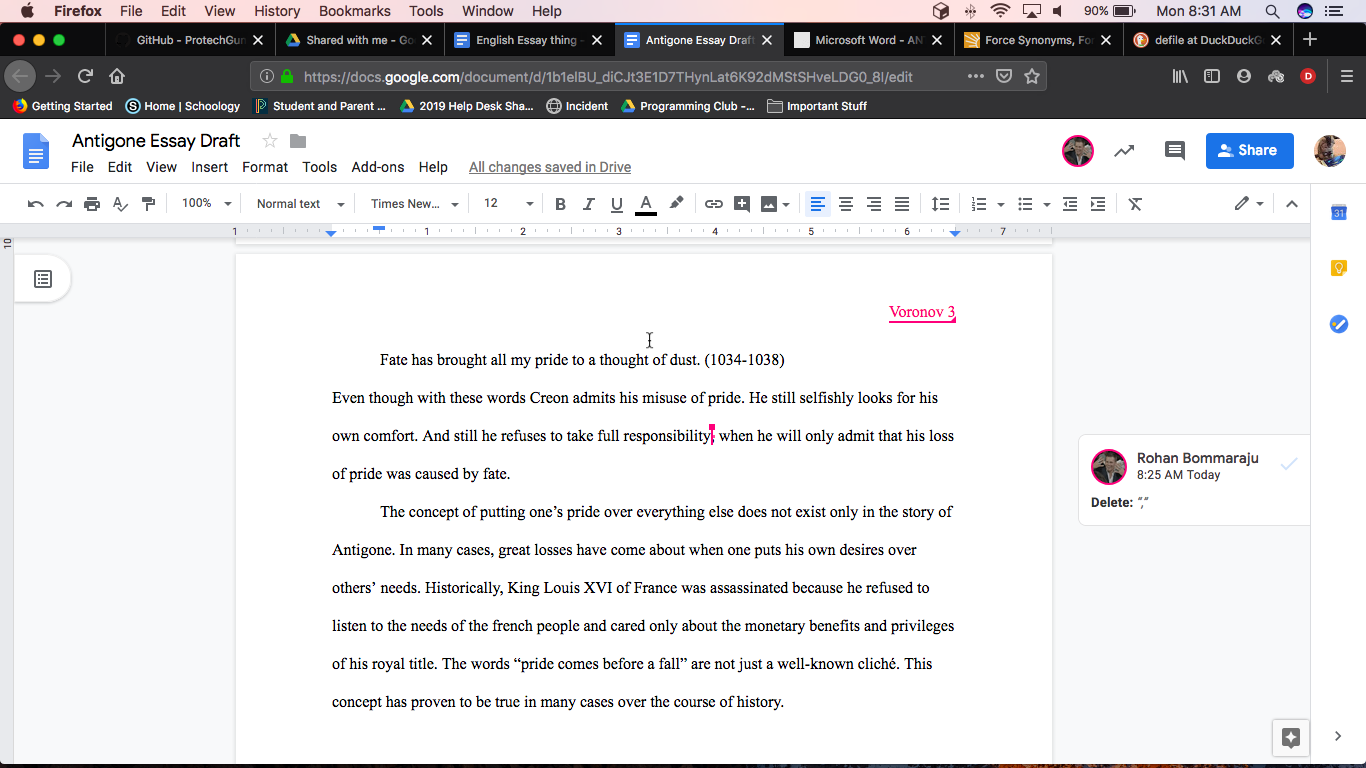 Firefox File Edit View History Bookmarks Tools Window Help 90% Mon 8:31 AM
GitHub - ProtechGun Shared with me - Go English Essay thing - Antigone Essay Draft Microsoft Word - AN Force Synonyms, Fo defile at DuckDuckG
https://docs.google.com/document/d/1b1elBU_diCJt3E1D7THynLat6K92dMStSHveLDG0_8I/edit D
Getting Started Home | Schoology Student and Parent ... 2019 Help Desk Sha... Incident Programming Club -... Important Stuff
Antigone Essay Draft
File Edit View Insert Format Tools Add-ons Help All changes saved in Drive Share
100% Normal text Times New... 12 B I U A
1 1 2 3 4 5 6 7
10
31
Voronov 3
Fate has brought all my pride to a thought of dust. (1034-1038)
Even though with these words Creon admits his misuse of pride. He still selfishly looks for his
own comfort. And still he refuses to take full responsibility, when he will only admit that his loss
of pride was caused by fate.
The concept of putting one’s pride over everything else does not exist only in the story of
Antigone. In many cases, great losses have come about when one puts his own desires over
others’ needs. Historically, King Louis XVI of France was assassinated because he refused to
listen to the needs of the french people and cared only about the monetary benefits and privileges
of his royal title. The words “pride comes before a fall” are not just a well-known cliché. This
concept has proven to be true in many cases over the course of history.
Rohan Bommaraju
8:25 AM Today
Delete: “,”